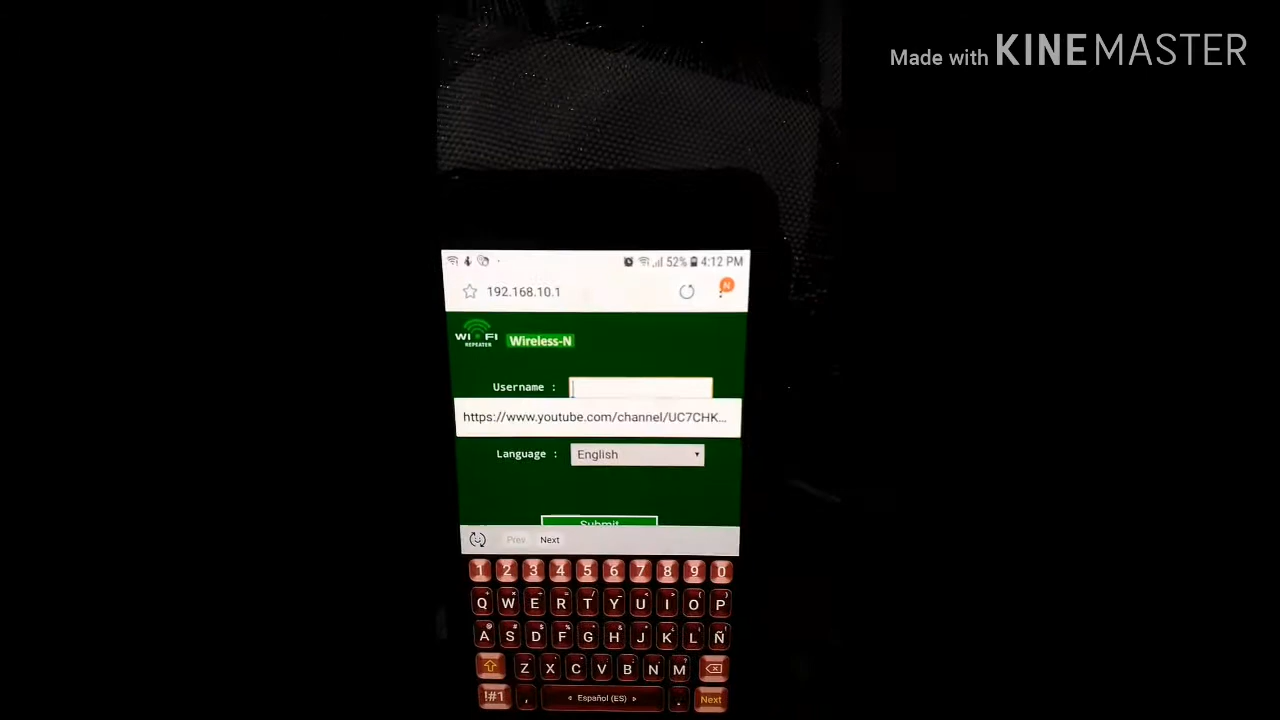 Made with KINEMASTER
52% 4:12 PM
192.168.10.1
N
WI-FI
REPEATER
Wireless-N
Username :
https://www.youtube.com/channel/UC7CHK...
Language : English
Submit
Prev Next
1 2 3 4 5 6 7 8 9 0
Q W E R T Y U I O P
A S D F G H J K L Ñ
Z X C V B N M
!#1 , Español (ES) . Next